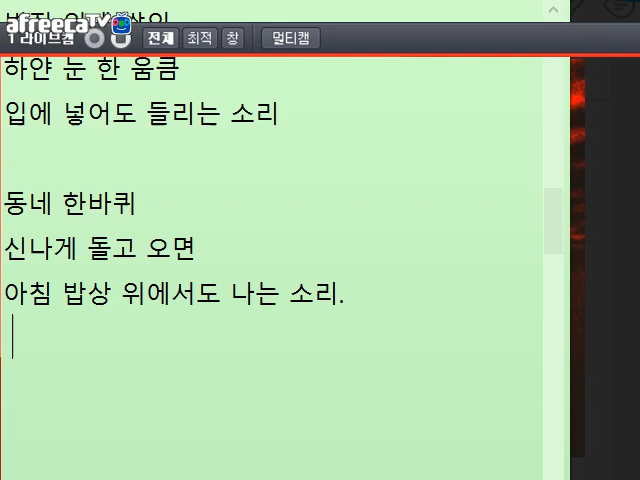 afreecaTV
1 라이브캠
전체 최적 창 멀티캠
하얀 눈 한 움큼
입에 넣어도 들리는 소리
동네 한바퀴
신나게 돌고 오면
아침 밥상 위에서도 나는 소리.